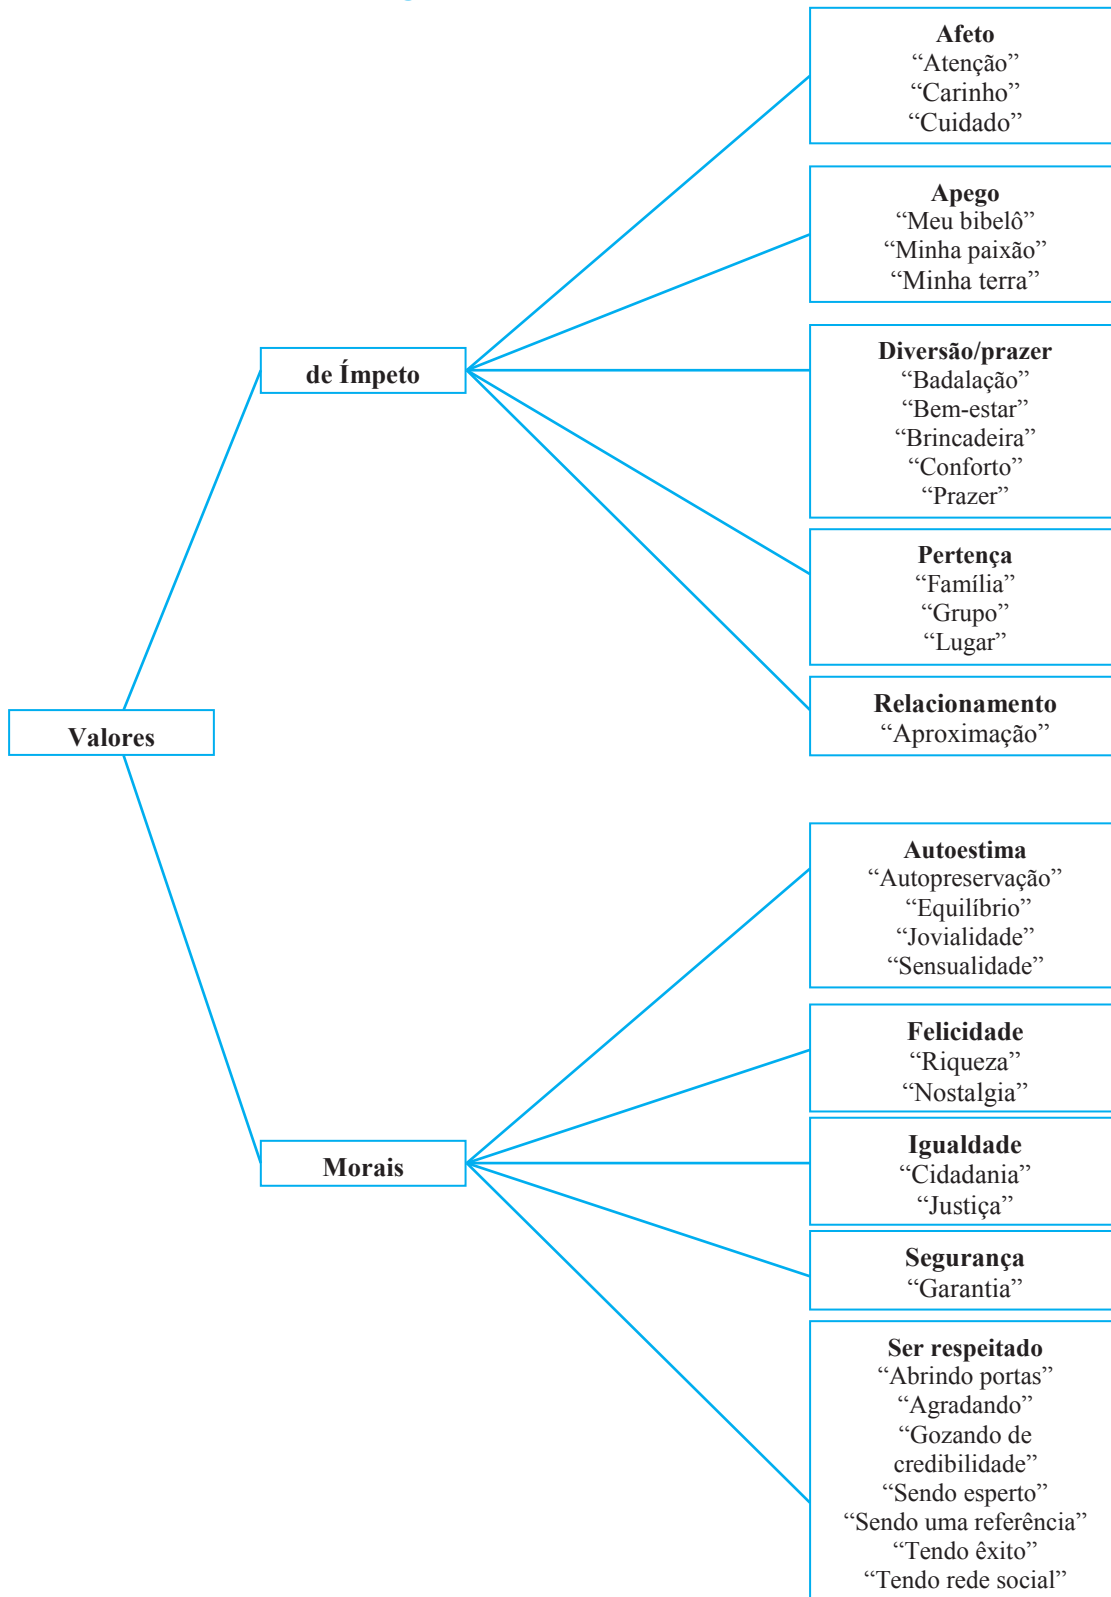 Afeto
“Atenção”
“Carinho”
“Cuidado”
Apego
“Meu bibelô”
“Minha paixão”
“Minha terra”
Diversão/prazer
“Badalação”
“Bem-estar”
“Brincadeira”
“Conforto”
“Prazer”
de Ímpeto
Pertença
“Família”
“Grupo”
“Lugar”
Relacionamento
“Aproximação”
Valores
Autoestima
“Autopreservação”
“Equilíbrio”
“Jovialidade”
“Sensualidade”
Felicidade
“Riqueza”
“Nostalgia”
Morais
Igualdade
“Cidadania”
“Justiça”
Segurança
“Garantia”
Ser respeitado
“Abrindo portas”
“Agradando”
“Gozando de
credibilidade”
“Sendo esperto”
“Sendo uma referência”
“Tendo êxito”
“Tendo rede social”